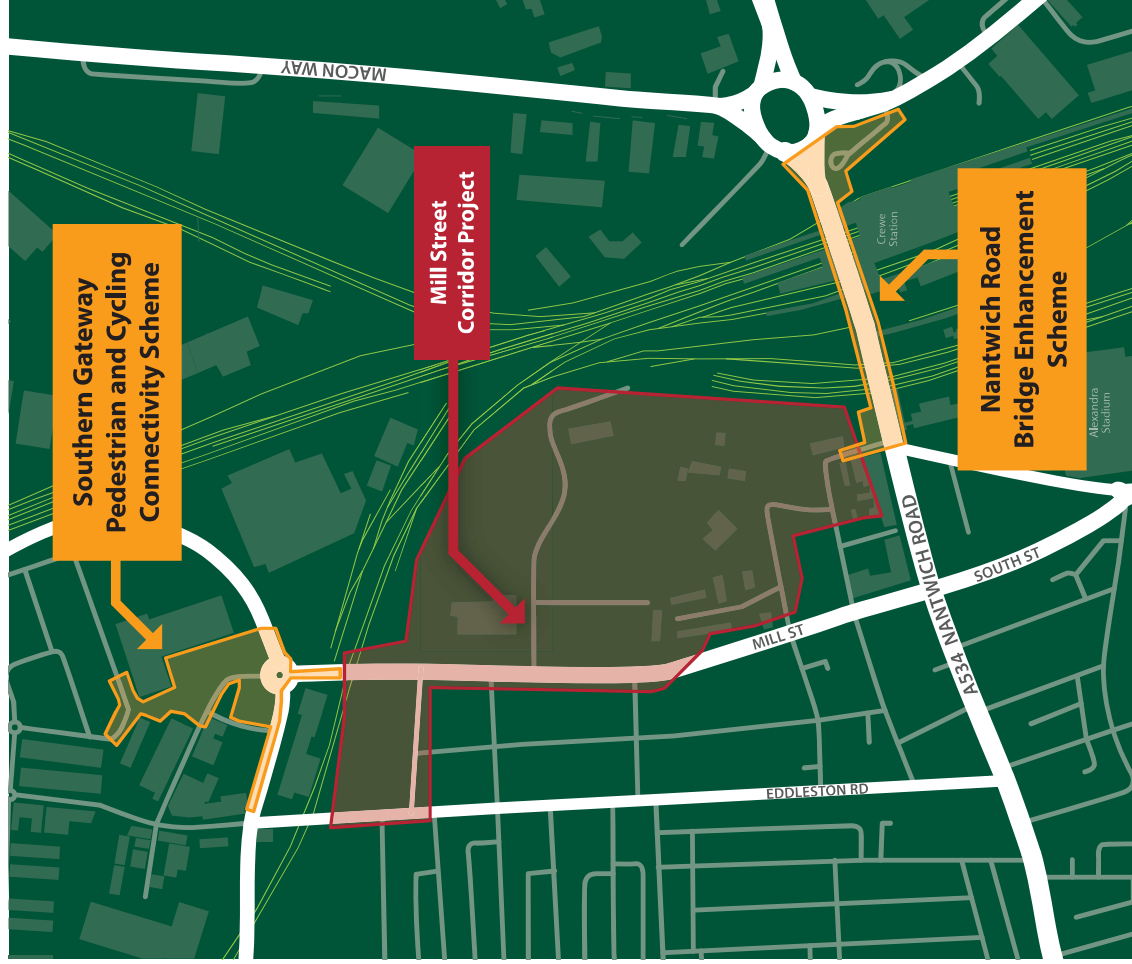 MACON WAY
Southern Gateway
Pedestrian and Cycling
Connectivity Scheme
Mill Street
Corridor Project
Crewe
Station
Nantwich Road
Bridge Enhancement
Scheme
Alexandra
Stadium
A534 NANTWICH ROAD
SOUTH ST
MILL ST
EDDLESTON RD